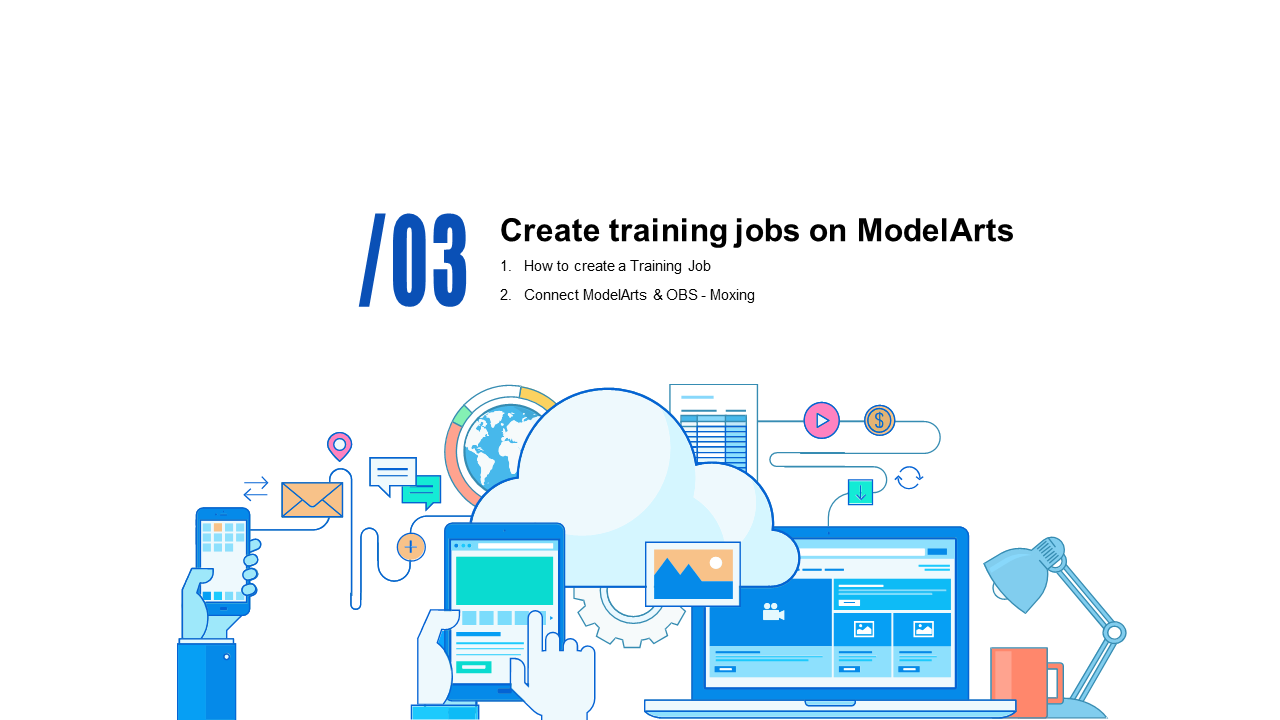 /03
Create training jobs on ModelArts
1. How to create a Training Job
2. Connect ModelArts & OBS - Moxing
$